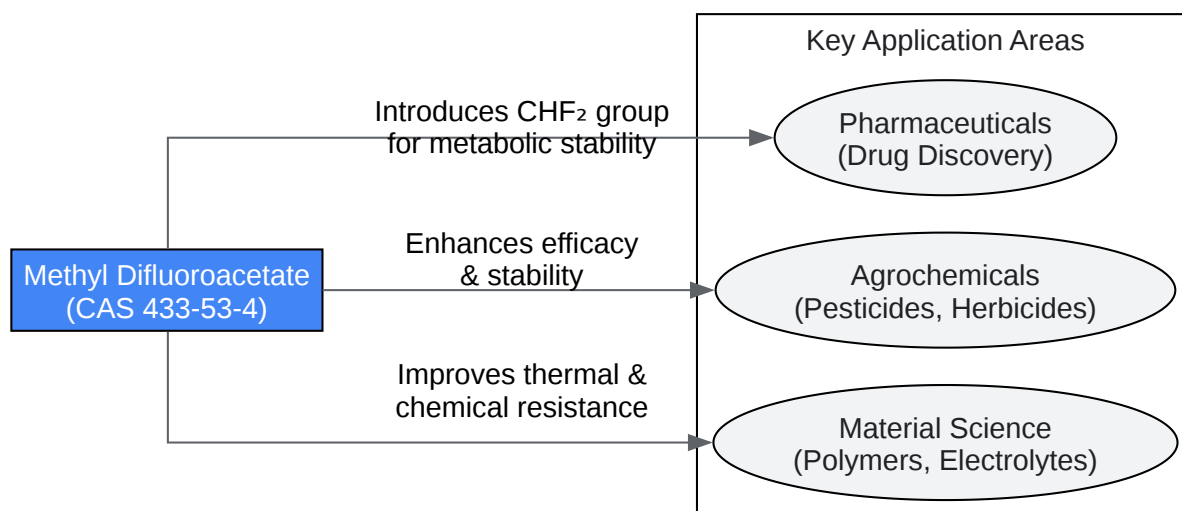 Key Application Areas
Introduces CHF₂ group
for metabolic stability
Pharmaceuticals
(Drug Discovery)
Methyl Difluoroacetate
(CAS 433-53-4)
Enhances efficacy
& stability
Agrochemicals
(Pesticides, Herbicides)
Improves thermal &
chemical resistance
Material Science
(Polymers, Electrolytes)